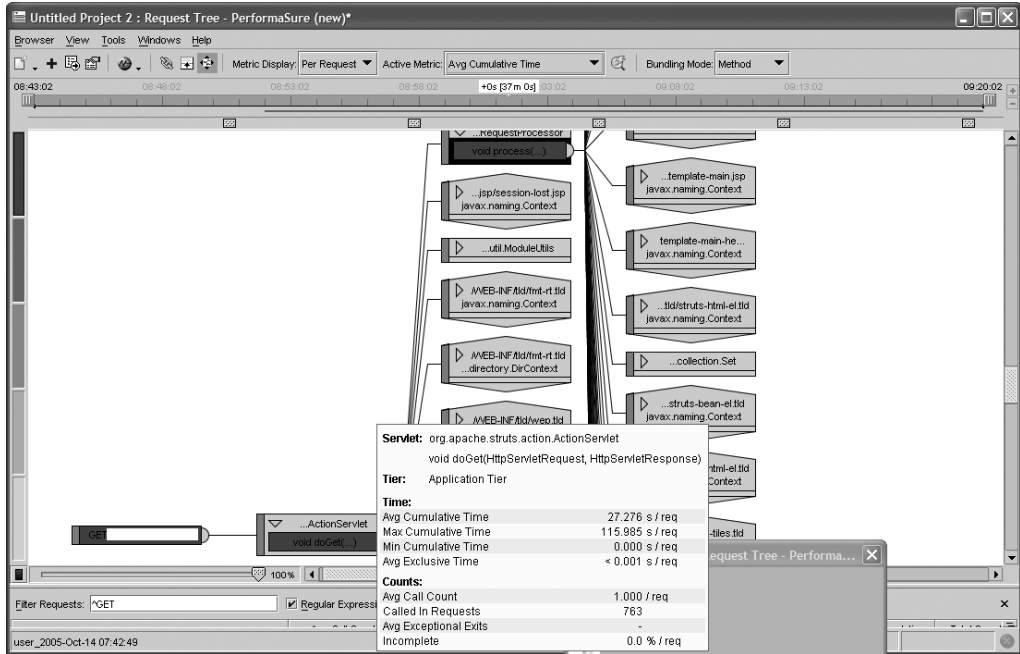 Untitled Project 2 : Request Tree - PerformaSure (new)*
Browser View Tools Windows Help
Metric Display: Per Request Active Metric: Avg Cumulative Time Bundling Mode: Method
08:43:02 08:48:02 08:53:02 08:58:02 +0s [37m 0s] :03:02 09:08:02 09:13:02 09:20:02
...RequestProcessor
void process(...)
...template-main.jsp
javax.naming.Context
...jsp/session-lost.jsp
javax.naming.Context
template-main-he...
javax.naming.Context
...util.ModuleUtils
/WEB-INF/tld/fmt-rt.tld
javax.naming.Context
...tld/struts-html-el.tld
javax.naming.Context
/WEB-INF/tld/fmt-rt.tld
...directory.DirContext
...collection.Set
...struts-bean-el.tld
javax.naming.Context
/WEB-INF/tld/wep.tld
Servlet: org.apache.struts.action.ActionServlet
void doGet(HttpServletRequest, HttpServletResponse)
Tier: Application Tier
Time:
Avg Cumulative Time 27.276 s / req
Max Cumulative Time 115.985 s / req
Min Cumulative Time 0.000 s / req
Avg Exclusive Time < 0.001 s / req
Counts:
Avg Call Count 1.000 / req
Called In Requests 763
Avg Exceptional Exits -
Incomplete 0.0 % / req
html-el.tld
Context
-tiles.tld
GET
...ActionServlet
void doGet(...)
equest Tree - Performa...
100%
Filter Requests: ^GET Regular Expressi
user_2005-Oct-14 07:42:49